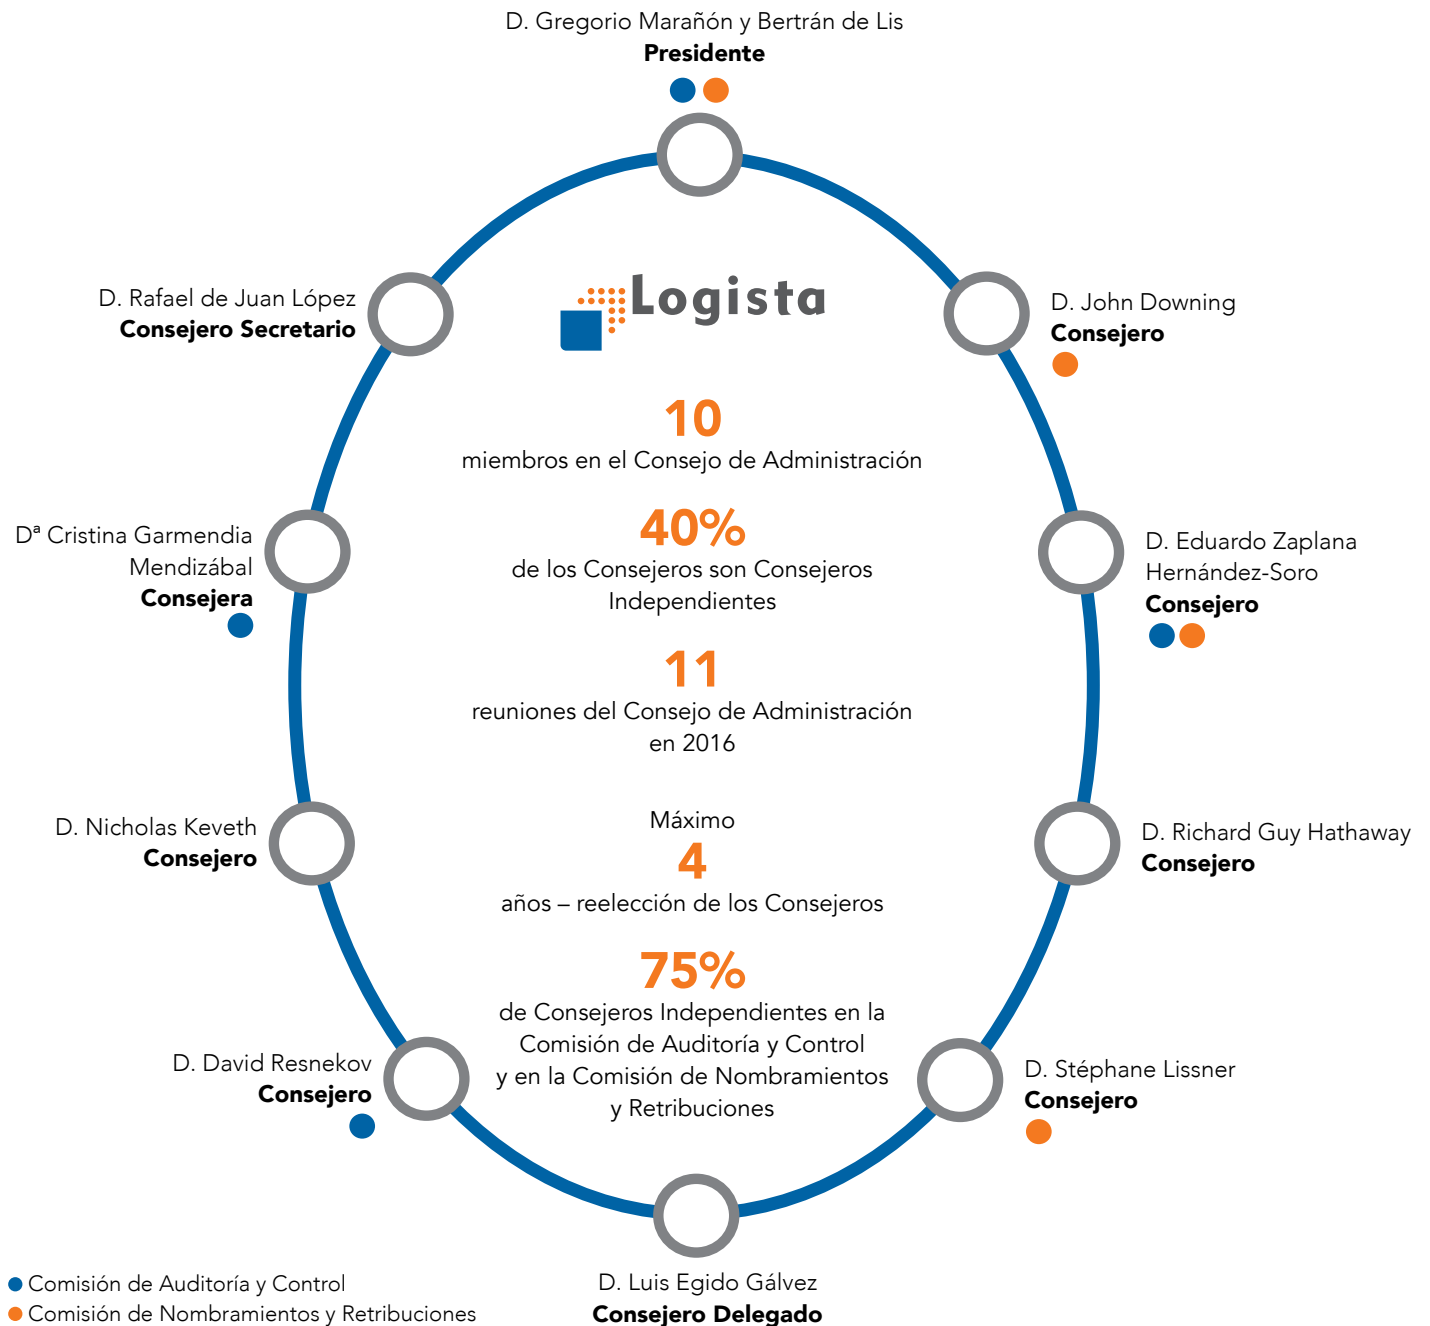 D. Gregorio Marañón y Bertrán de Lis
Presidente
D. Rafael de Juan López
Consejero Secretario
Logista
D. John Downing
Consejero
10
miembros en el Consejo de Administración
40%
de los Consejeros son Consejeros
Independientes
Dª Cristina Garmendia
Mendizábal
Consejera
D. Eduardo Zaplana
Hernández-Soro
Consejero
11
reuniones del Consejo de Administración
en 2016
D. Nicholas Keveth
Consejero
Máximo
4
años – reelección de los Consejeros
D. Richard Guy Hathaway
Consejero
75%
de Consejeros Independientes en la
Comisión de Auditoría y Control
y en la Comisión de Nombramientos
y Retribuciones
D. David Resnekov
Consejero
D. Stéphane Lissner
Consejero
D. Luis Egido Gálvez
Consejero Delegado
Comisión de Auditoría y Control
Comisión de Nombramientos y Retribuciones